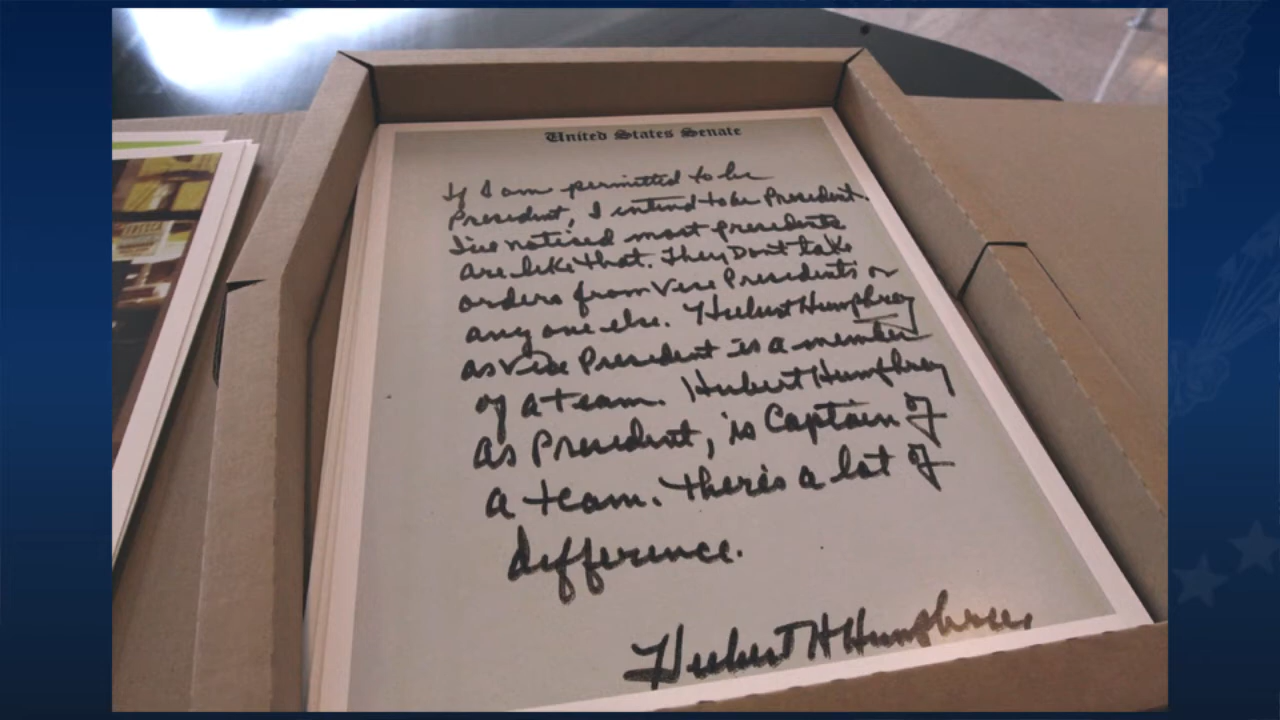 United States Senate
If I am permitted to be
President, I intend to be President.
I've noticed most presidents
are like that. They Don't take
orders from Vice Presidents or
any one else. Hubert Humphrey
as Vice President is a member
of a team. Hubert Humphrey
as President, is Captain of
a team. There's a lot of
difference.
Hubert H Humphrey